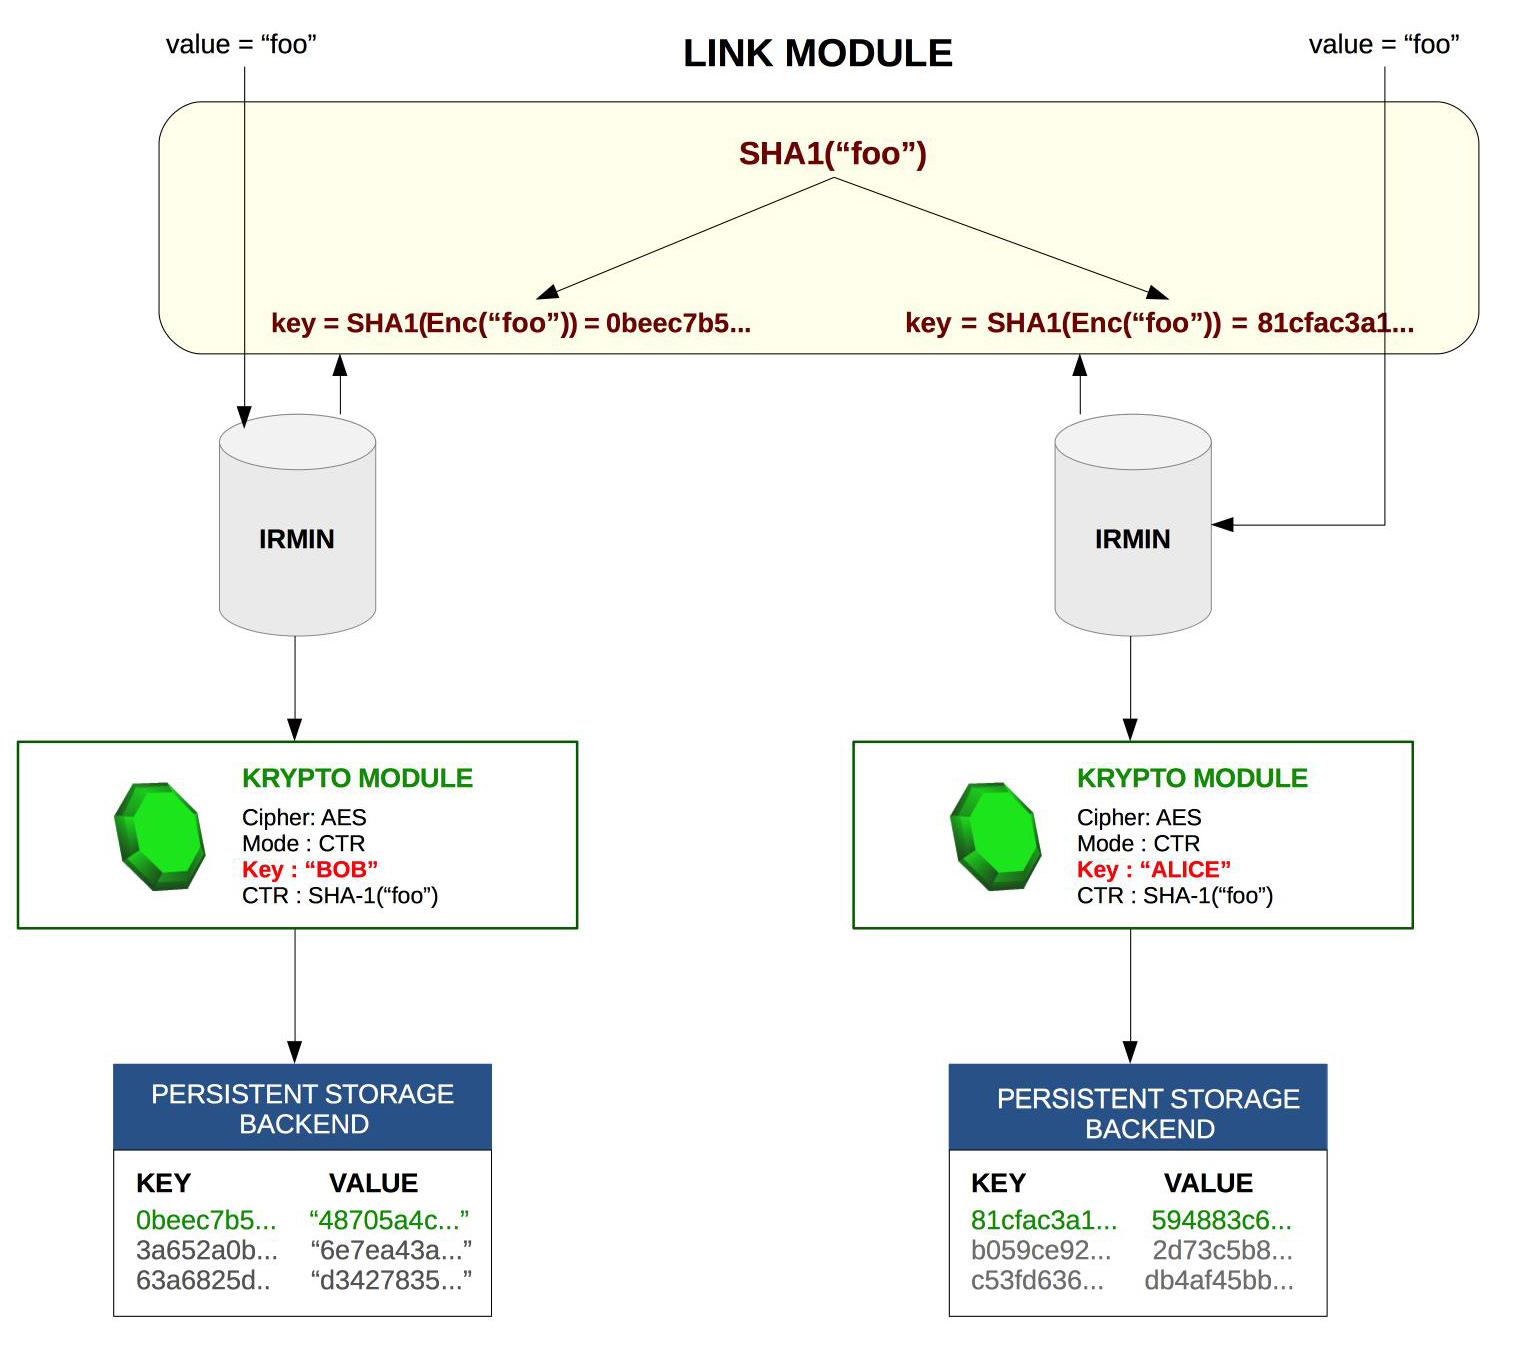 value = “foo”
LINK MODULE
value = “foo”
SHA1(“foo”)
key = SHA1(Enc(“foo”)) = 0beec7b5...
key = SHA1(Enc(“foo”)) = 81cfac3a1...
IRMIN
IRMIN
KRYPTO MODULE
Cipher: AES
Mode : CTR
Key : “BOB”
CTR : SHA-1(“foo”)
KRYPTO MODULE
Cipher: AES
Mode : CTR
Key : “ALICE”
CTR : SHA-1(“foo”)
PERSISTENT STORAGE
BACKEND
KEY VALUE
0beec7b5... “48705a4c...”
3a652a0b... “6e7ea43a...”
63a6825d.. “d3427835...”
PERSISTENT STORAGE
BACKEND
KEY VALUE
81cfac3a1... 594883c6...
b059ce92... 2d73c5b8...
c53fd636... db4af45bb...